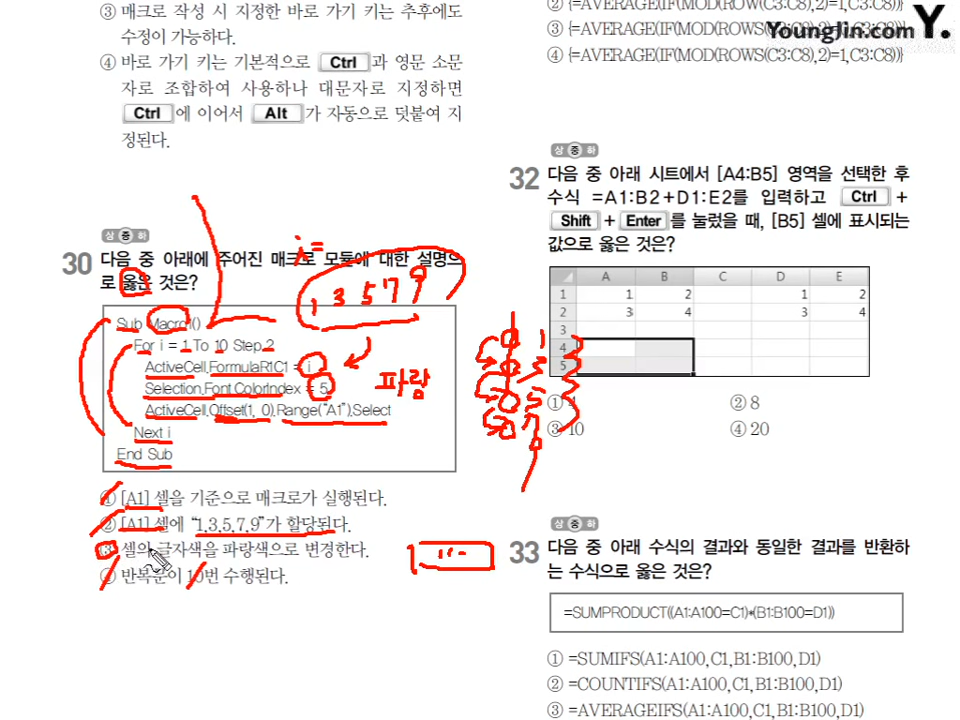 ③ 매크로 작성 시 지정한 바로 가기 키는 추후에도
수정이 가능하다.
④ 바로 가기 키는 기본적으로 Ctrl 과 영문 소문
자로 조합하여 사용하나 대문자로 지정하면
Ctrl 에 이어서 Alt 가 자동으로 덧붙여 지
정된다.
상 중 하
30 다음 중 아래에 주어진 매크로 모듈에 대한 설명으
로 옳은 것은?
i =
1 3 5 7 9
Sub Macro1()
For i = 1 To 10 Step 2
ActiveCell.FormulaR1C1 = i
Selection.Font.ColorIndex = 5
ActiveCell.Offset(1, 0).Range("A1").Select
Next i
End Sub
파랑
① [A1] 셀을 기준으로 매크로가 실행된다.
② [A1] 셀에 "1,3,5,7,9"가 할당된다.
③ 셀의 글자색을 파랑색으로 변경한다.
④ 반복문이 10번 수행된다.
② {=AVERAGE(IF(MOD(ROW(C3:C8),2)=1,C3:C8)}
③ {=AVERAGE(IF(MOD(ROWS(C3:C8),2)=1,C3:C8)}
④ {=AVERAGE(IF(MOD(ROWS(C3:C8),2)=1,C3:C8)}
Younglin.com Y.
상 중 하
32 다음 중 아래 시트에서 [A4:B5] 영역을 선택한 후
수식 =A1:B2+D1:E2를 입력하고 Ctrl +
Shift + Enter 를 눌렀을 때, [B5] 셀에 표시되는
값으로 옳은 것은?
A B C D E
1 1 2 1 2
2 3 4 3 4
3
4
5
① 4 ② 8
③ 10 ④ 20
상 중 하
33 다음 중 아래 수식의 결과와 동일한 결과를 반환하
는 수식으로 옳은 것은?
=SUMPRODUCT((A1:A100=C1)*(B1:B100=D1))
① =SUMIFS(A1:A100,C1,B1:B100,D1)
② =COUNTIFS(A1:A100,C1,B1:B100,D1)
③ =AVERAGEIFS(A1:A100,C1,B1:B100,D1)